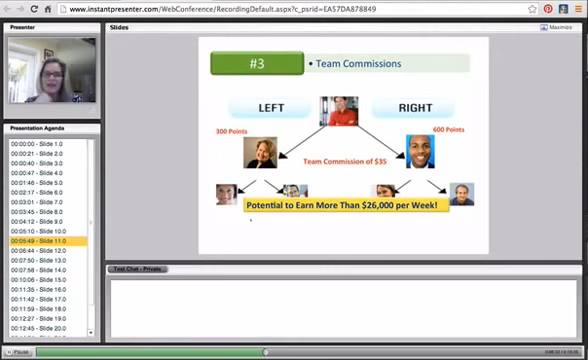 www.instantpresenter.com/WebConference/RecordingDefault.aspx?c_psrid=EA57DA878849
Presenter
Slides
Maximize
#3
• Team Commissions
LEFT
RIGHT
300 Points
600 Points
Team Commission of $35
Potential to Earn More Than $26,000 per Week!
Presentation Agenda
00:00:00 - Slide 1.0
00:00:21 - Slide 2.0
00:00:40 - Slide 3.0
00:00:47 - Slide 4.0
00:01:48 - Slide 5.0
00:02:17 - Slide 6.0
00:03:01 - Slide 7.0
00:03:45 - Slide 8.0
00:04:12 - Slide 9.0
00:05:10 - Slide 10.0
00:05:49 - Slide 11.0
00:06:44 - Slide 12.0
00:07:50 - Slide 13.0
00:07:58 - Slide 14.0
00:10:06 - Slide 15.0
00:11:35 - Slide 16.0
00:11:39 - Slide 17.0
00:11:59 - Slide 18.0
00:12:27 - Slide 19.0
00:12:45 - Slide 20.0
Text Chat - Private
Pause